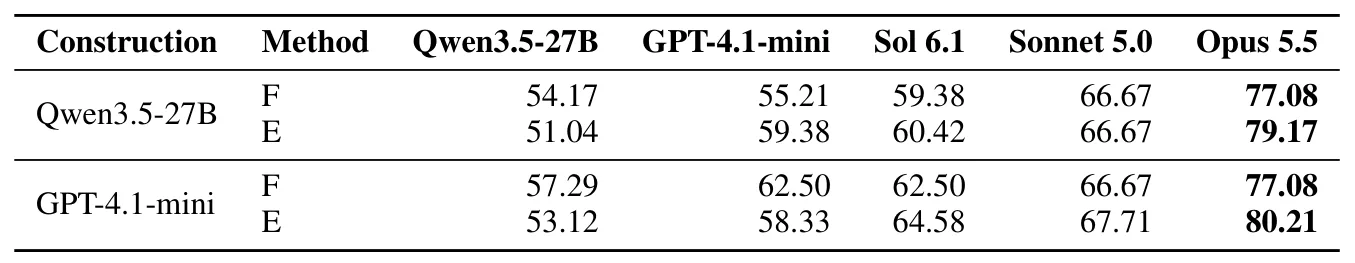 Construction Method Qwen3.5-27B GPT-4.1-mini Sol 6.1 Sonnet 5.0 Opus 5.5
Qwen3.5-27B
F 54.17 55.21 59.38 66.67 77.08
E 51.04 59.38 60.42 66.67 79.17
GPT-4.1-mini
F 57.29 62.50 62.50 66.67 77.08
E 53.12 58.33 64.58 67.71 80.21